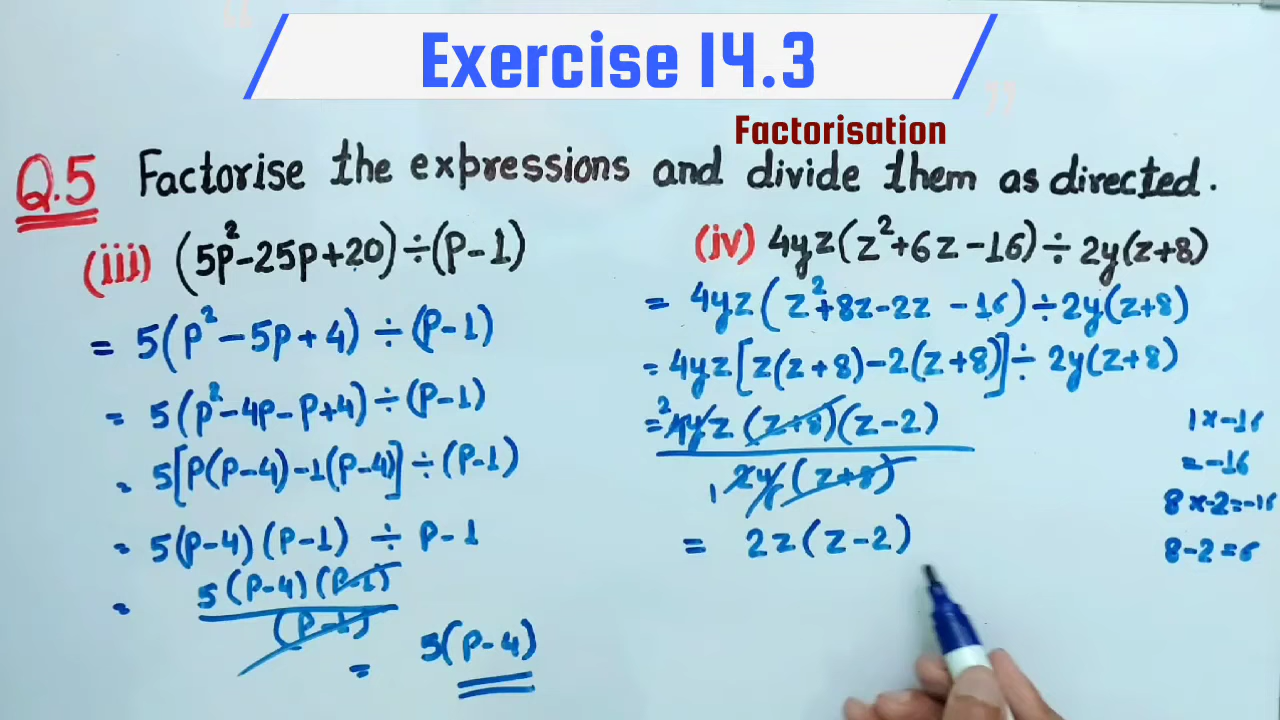 Exercise 14.3
Factorisation
Q.5 Factorise the expressions and divide them as directed.
(iii) (5p²-25p+20)÷(P-1)
= 5(p²-5p+4) ÷ (P-1)
= 5(p²-4p-p+4)÷(P-1)
= 5[P(P-4)-1(P-4)]÷(P-1)
= 5(P-4)(P-1) ÷ P-1
= 5(P-4)(P-1)
(P-1)
= 5(P-4)
(iv) 4yz(z²+6z-16)÷2y(z+8)
= 4yz(z²+8z-2z-16)÷2y(z+8)
= 4yz[z(z+8)-2(z+8)]÷2y(z+8)
= 2 4yz(z+8)(z-2)
1 2y(z+8)
= 2z(z-2)
1x-16
=-16
8x-2=-16
8-2=6